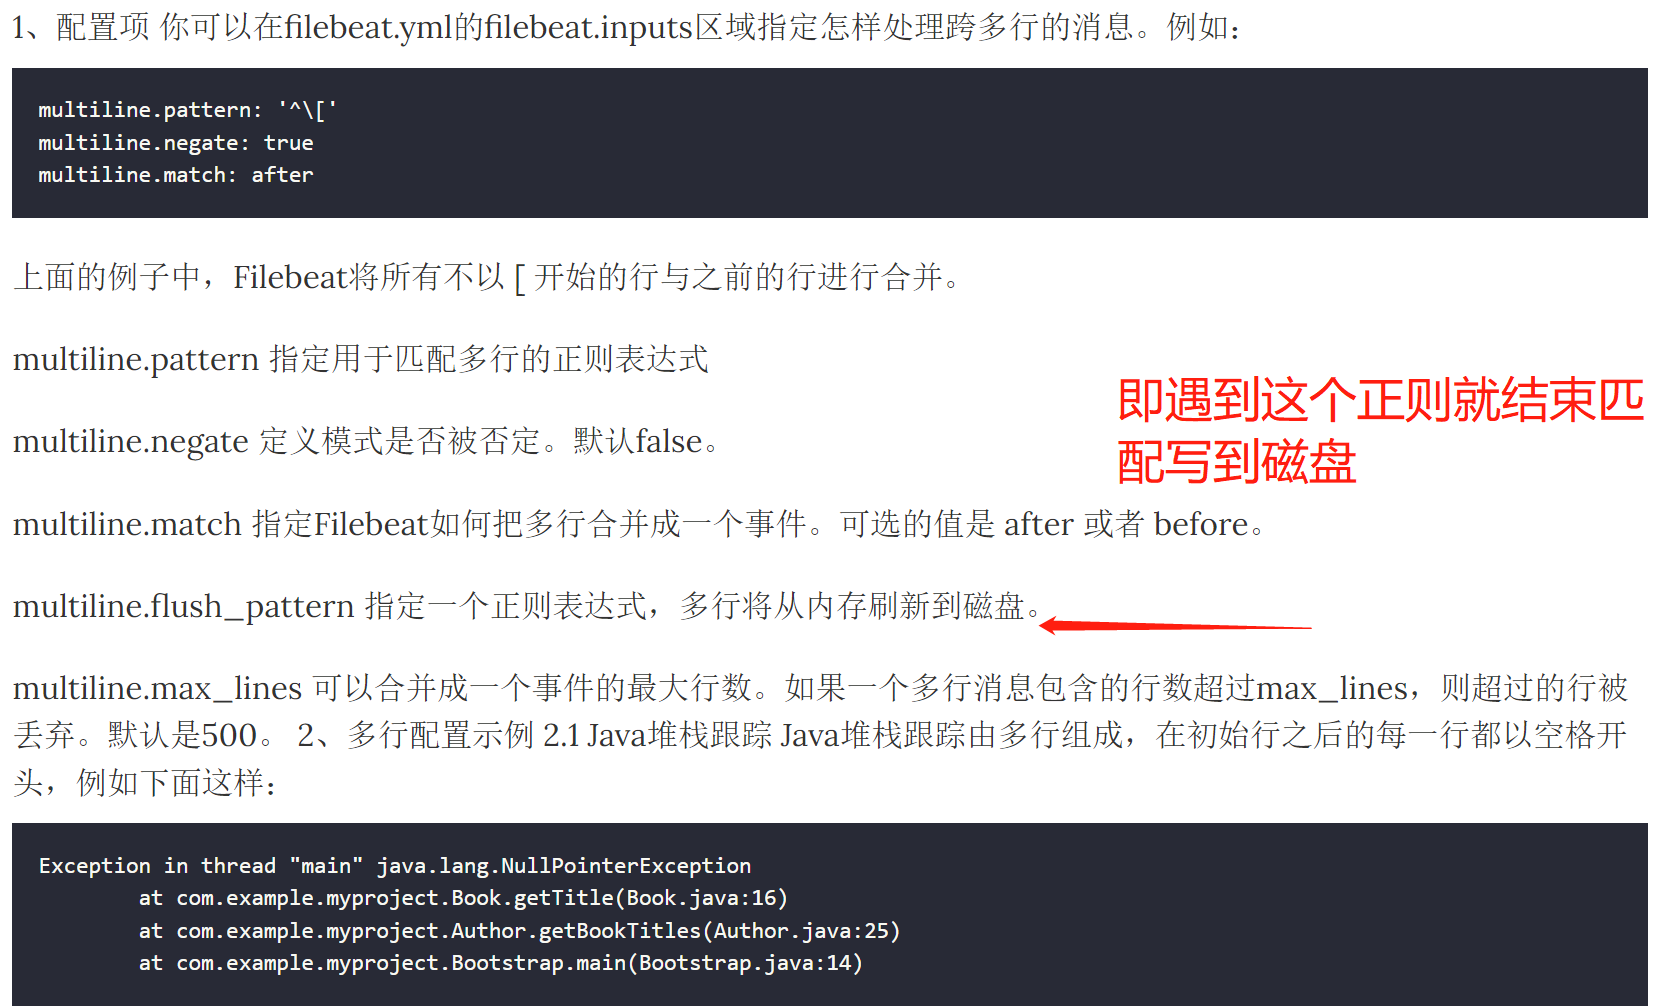 1、配置项 你可以在filebeat.yml的filebeat.inputs区域指定怎样处理跨多行的消息。例如：
multiline.pattern: '^\['
multiline.negate: true
multiline.match: after
上面的例子中，Filebeat将所有不以 [ 开始的行与之前的行进行合并。
multiline.pattern 指定用于匹配多行的正则表达式
即遇到这个正则就结束匹
multiline.negate 定义模式是否被否定。默认false。
配写到磁盘
multiline.match 指定Filebeat如何把多行合并成一个事件。可选的值是 after 或者 before。
multiline.flush_pattern 指定一个正则表达式，多行将从内存刷新到磁盘。
multiline.max_lines 可以合并成一个事件的最大行数。如果一个多行消息包含的行数超过max_lines，则超过的行被
丢弃。默认是500。 2、多行配置示例 2.1 Java堆栈跟踪 Java堆栈跟踪由多行组成，在初始行之后的每一行都以空格开
头，例如下面这样：
Exception in thread "main" java.lang.NullPointerException
at com.example.myproject.Book.getTitle(Book.java:16)
at com.example.myproject.Author.getBookTitles(Author.java:25)
at com.example.myproject.Bootstrap.main(Bootstrap.java:14)